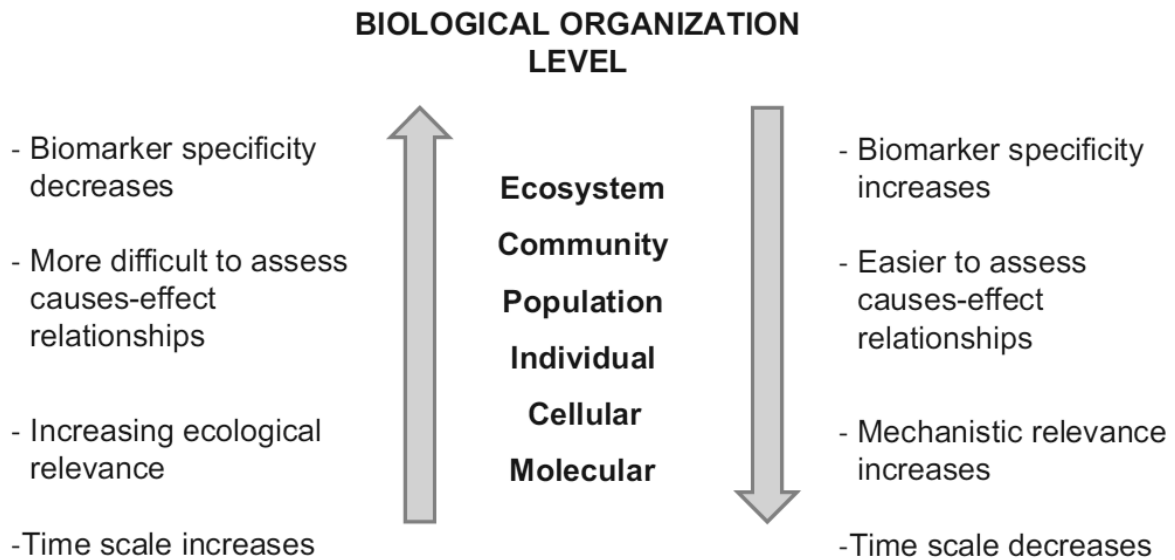 BIOLOGICAL ORGANIZATION
LEVEL
- Biomarker specificity
decreases
- More difficult to assess
causes-effect
relationships
- Increasing ecological
relevance
-Time scale increases
Ecosystem
Community
Population
Individual
Cellular
Molecular
- Biomarker specificity
increases
- Easier to assess
causes-effect
relationships
- Mechanistic relevance
increases
-Time scale decreases